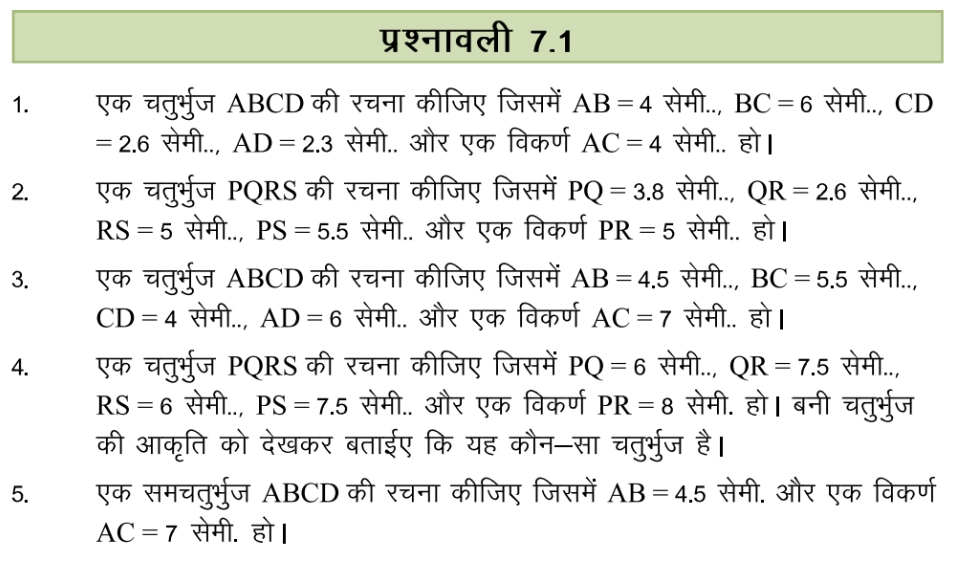 प्रश्नावली 7.1
1. एक चतुर्भुज ABCD की रचना कीजिए जिसमें AB = 4 सेमी.., BC = 6 सेमी.., CD
= 2.6 सेमी.., AD = 2.3 सेमी.. और एक विकर्ण AC = 4 सेमी.. हो।
2. एक चतुर्भुज PQRS की रचना कीजिए जिसमें PQ = 3.8 सेमी.., QR = 2.6 सेमी..,
RS = 5 सेमी.., PS = 5.5 सेमी.. और एक विकर्ण PR = 5 सेमी.. हो।
3. एक चतुर्भुज ABCD की रचना कीजिए जिसमें AB = 4.5 सेमी.., BC = 5.5 सेमी..,
CD = 4 सेमी.., AD = 6 सेमी.. और एक विकर्ण AC = 7 सेमी.. हो।
4. एक चतुर्भुज PQRS की रचना कीजिए जिसमें PQ = 6 सेमी.., QR = 7.5 सेमी..,
RS = 6 सेमी.., PS = 7.5 सेमी.. और एक विकर्ण PR = 8 सेमी. हो। बनी चतुर्भुज
की आकृति को देखकर बताईए कि यह कौन–सा चतुर्भुज है।
5. एक समचतुर्भुज ABCD की रचना कीजिए जिसमें AB = 4.5 सेमी. और एक विकर्ण
AC = 7 सेमी. हो।